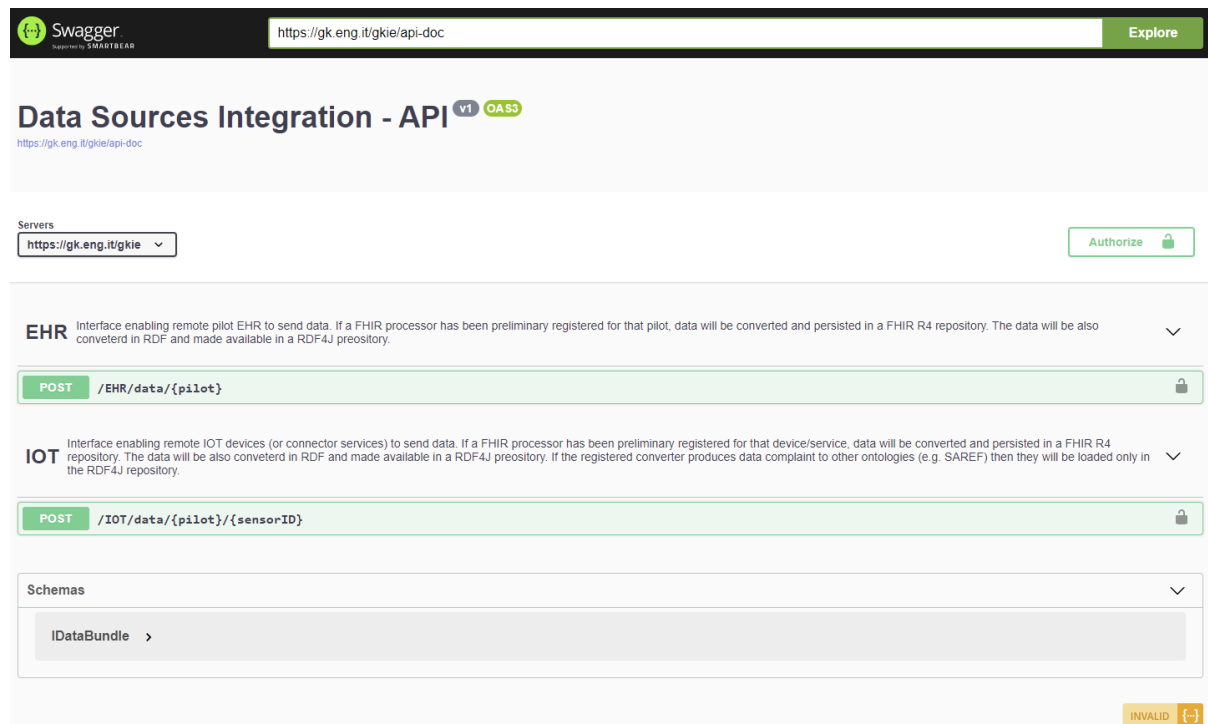 Swagger
Supported by SMARTBEAR
https://gk.eng.it/gkie/api-doc
Explore
Data Sources Integration - API v1 OAS3
https://gk.eng.it/gkie/api-doc
Servers
https://gk.eng.it/gkie
Authorize
EHR
Interface enabling remote pilot EHR to send data. If a FHIR processor has been preliminary registered for that pilot, data will be converted and persisted in a FHIR R4 repository. The data will be also
conveterd in RDF and made available in a RDF4J preository.
POST /EHR/data/{pilot}
IOT
Interface enabling remote IOT devices (or connector services) to send data. If a FHIR processor has been preliminary registered for that device/service, data will be converted and persisted in a FHIR R4
repository. The data will be also conveterd in RDF and made available in a RDF4J preository. If the registered converter produces data complaint to other ontologies (e.g. SAREF) then they will be loaded only in
the RDF4J repository.
POST /IOT/data/{pilot}/{sensorID}
Schemas
IDataBundle
INVALID {...}